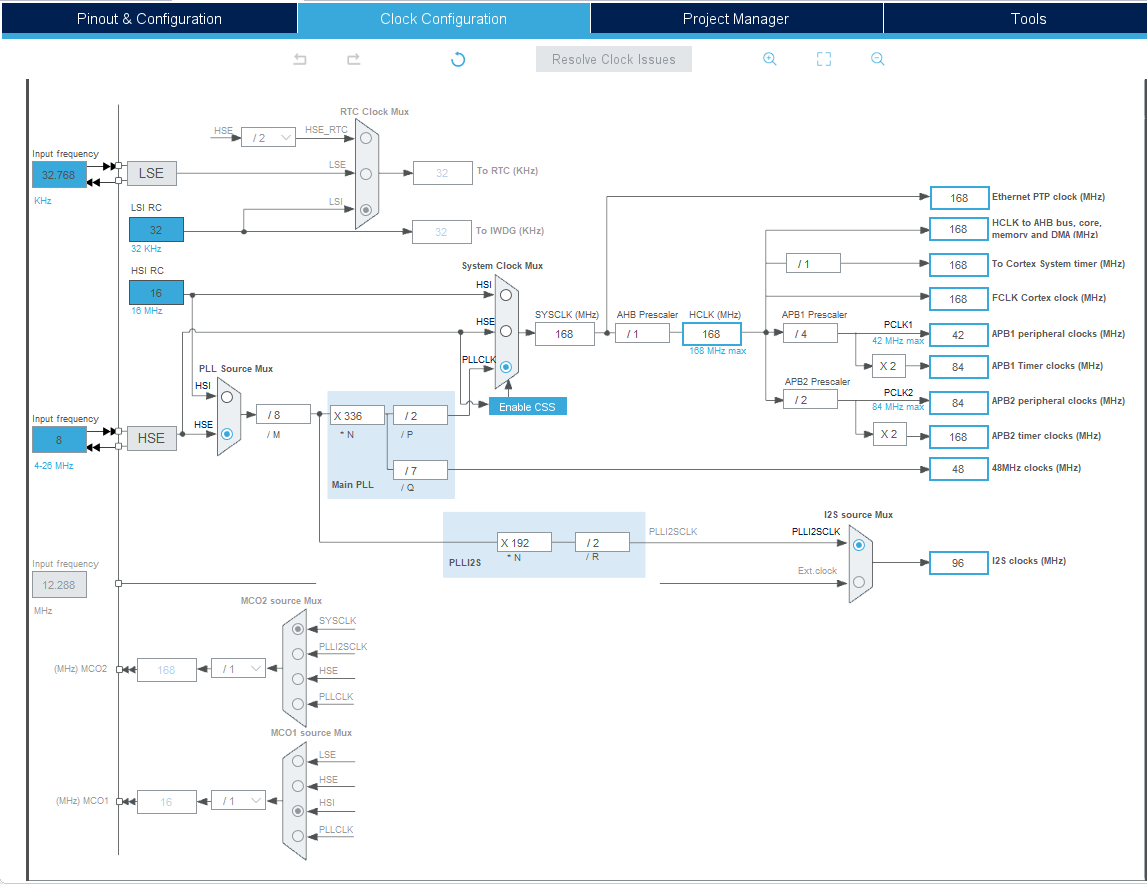 Pinout & Configuration
Clock Configuration
Project Manager
Tools
Resolve Clock Issues
RTC Clock Mux
HSE
/ 2
HSE_RTC
Input frequency
32.768
KHz
LSE
LSE
32
To RTC (KHz)
LSI RC
32
32 KHz
LSI
32
To IWDG (KHz)
HSI RC
16
16 MHz
System Clock Mux
HSI
HSE
PLLCLK
Enable CSS
SYSCLK (MHz)
168
AHB Prescaler
/ 1
HCLK (MHz)
168
168 MHz max
168
Ethernet PTP clock (MHz)
168
HCLK to AHB bus, core,
memory and DMA (MHz)
/ 1
168
To Cortex System timer (MHz)
168
FCLK Cortex clock (MHz)
APB1 Prescaler
/ 4
PCLK1
42 MHz max
42
APB1 peripheral clocks (MHz)
X 2
84
APB1 Timer clocks (MHz)
APB2 Prescaler
/ 2
PCLK2
84 MHz max
84
APB2 peripheral clocks (MHz)
X 2
168
APB2 timer clocks (MHz)
48
48MHz clocks (MHz)
PLL Source Mux
HSI
HSE
Input frequency
8
4-26 MHz
HSE
/ 8
/ M
X 336
* N
/ 2
/ P
/ 7
/ Q
Main PLL
PLLI2S
X 192
* N
/ 2
/ R
PLLI2SCLK
I2S source Mux
PLLI2SCLK
Ext.clock
96
I2S clocks (MHz)
Input frequency
12.288
MHz
MCO2 source Mux
SYSCLK
PLLI2SCLK
HSE
PLLCLK
(MHz) MCO2
168
/ 1
MCO1 source Mux
LSE
HSE
HSI
PLLCLK
(MHz) MCO1
16
/ 1